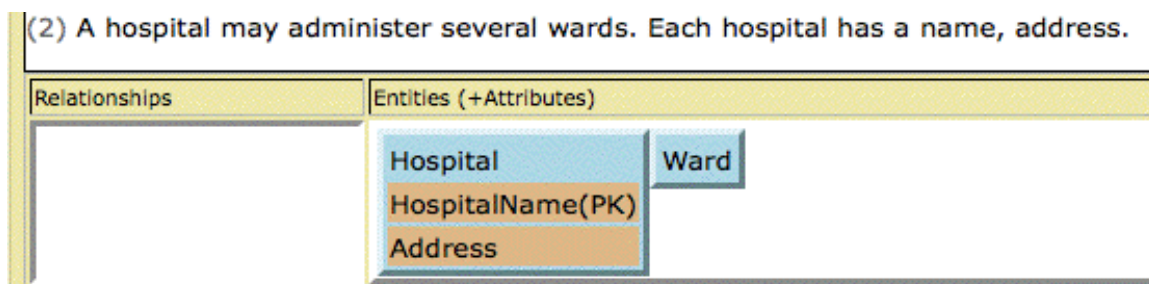 (2) A hospital may administer several wards. Each hospital has a name, address.
Relationships Entities (+Attributes)
Hospital Ward
HospitalName(PK)
Address